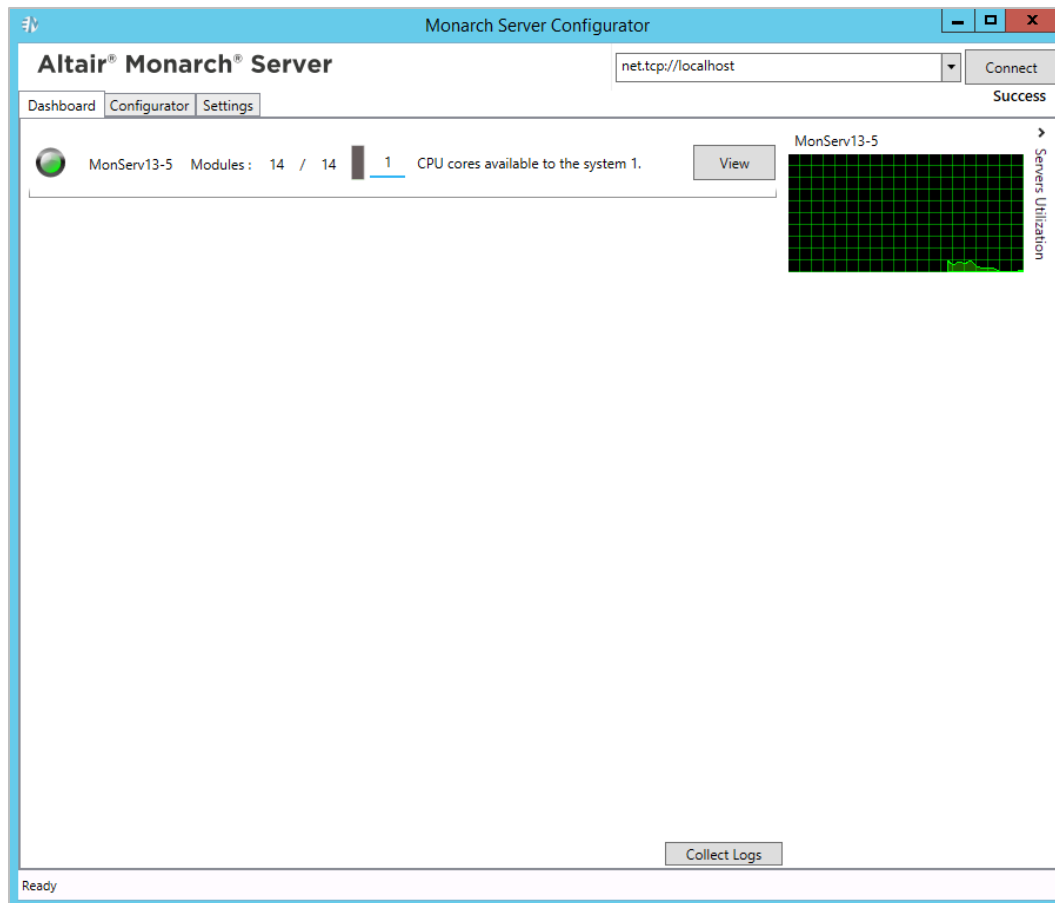 Monarch Server Configurator
Altair® Monarch® Server
net.tcp://localhost
Connect
Success
Dashboard Configurator Settings
MonServ13-5 Modules : 14 / 14 1 CPU cores available to the system 1. View
MonServ13-5
Servers Utilization
Collect Logs
Ready